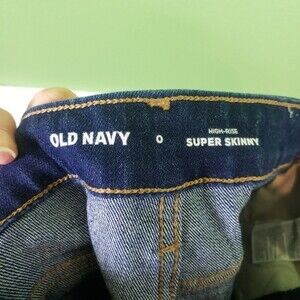 OLD NAVY
0
HIGH-RISE
SUPER SKINNY